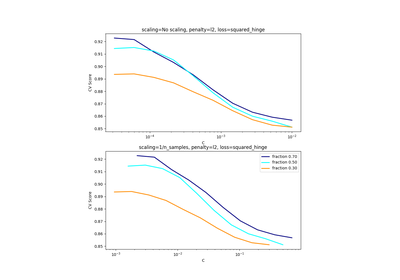 scaling=No scaling, penalty=l2, loss=squared_hinge
CV Score
0.92
0.91
0.90
0.89
0.88
0.87
0.86
0.85
C
scaling=1/n_samples, penalty=l2, loss=squared_hinge
fraction 0.70
fraction 0.50
fraction 0.30
CV Score
0.92
0.91
0.90
0.89
0.88
0.87
0.86
0.85
C